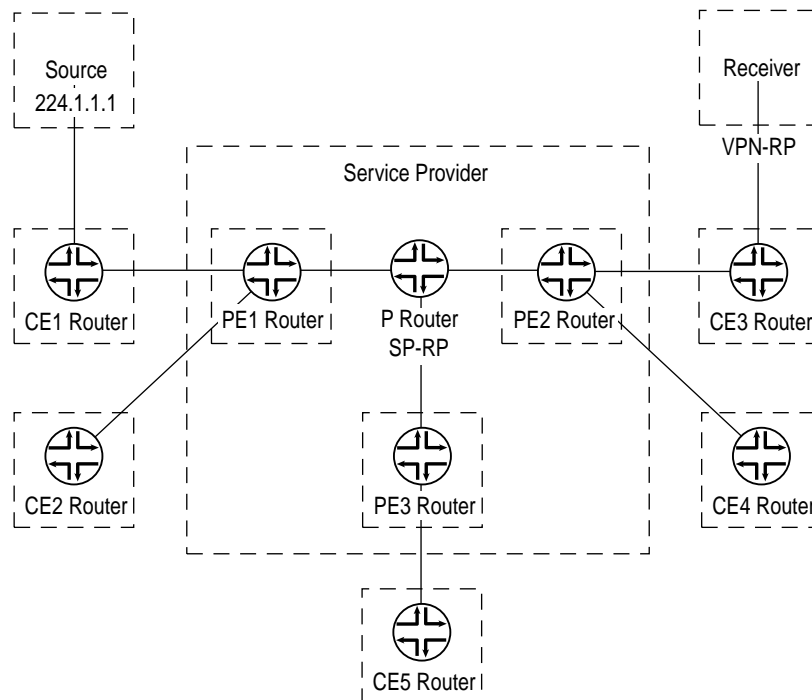 Source
224.1.1.1
Receiver
VPN-RP
Service Provider
CE1 Router
PE1 Router
P Router
SP-RP
PE2 Router
CE3 Router
CE2 Router
PE3 Router
CE4 Router
CE5 Router